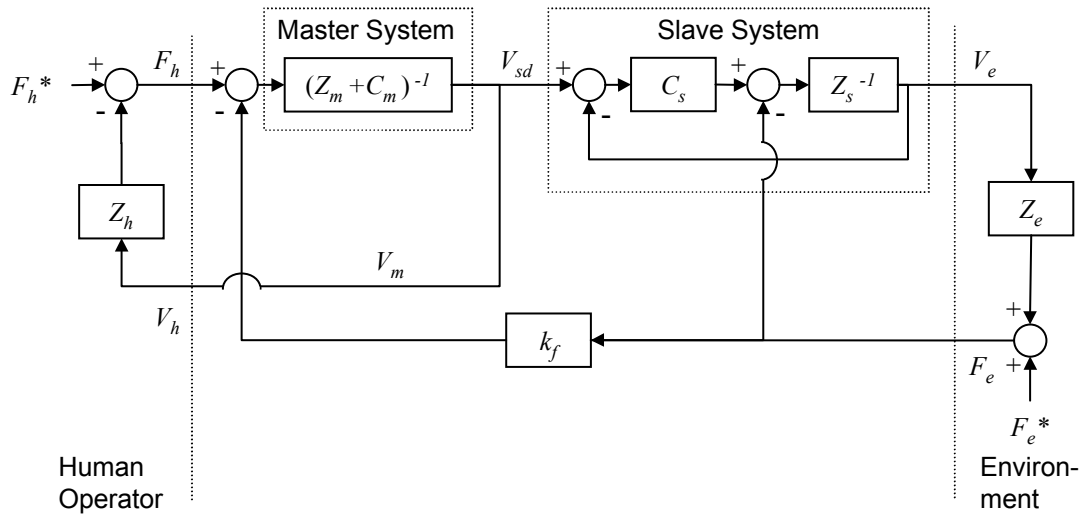 Master System
Slave System
F_h*
+
-
F_h
+
-
(Z_m + C_m)^-1
V_sd
+
-
C_s
+
-
Z_s^-1
V_e
Z_h
Z_e
V_m
V_h
k_f
+
+
F_e
F_e*
Human
Operator
Environ-
ment